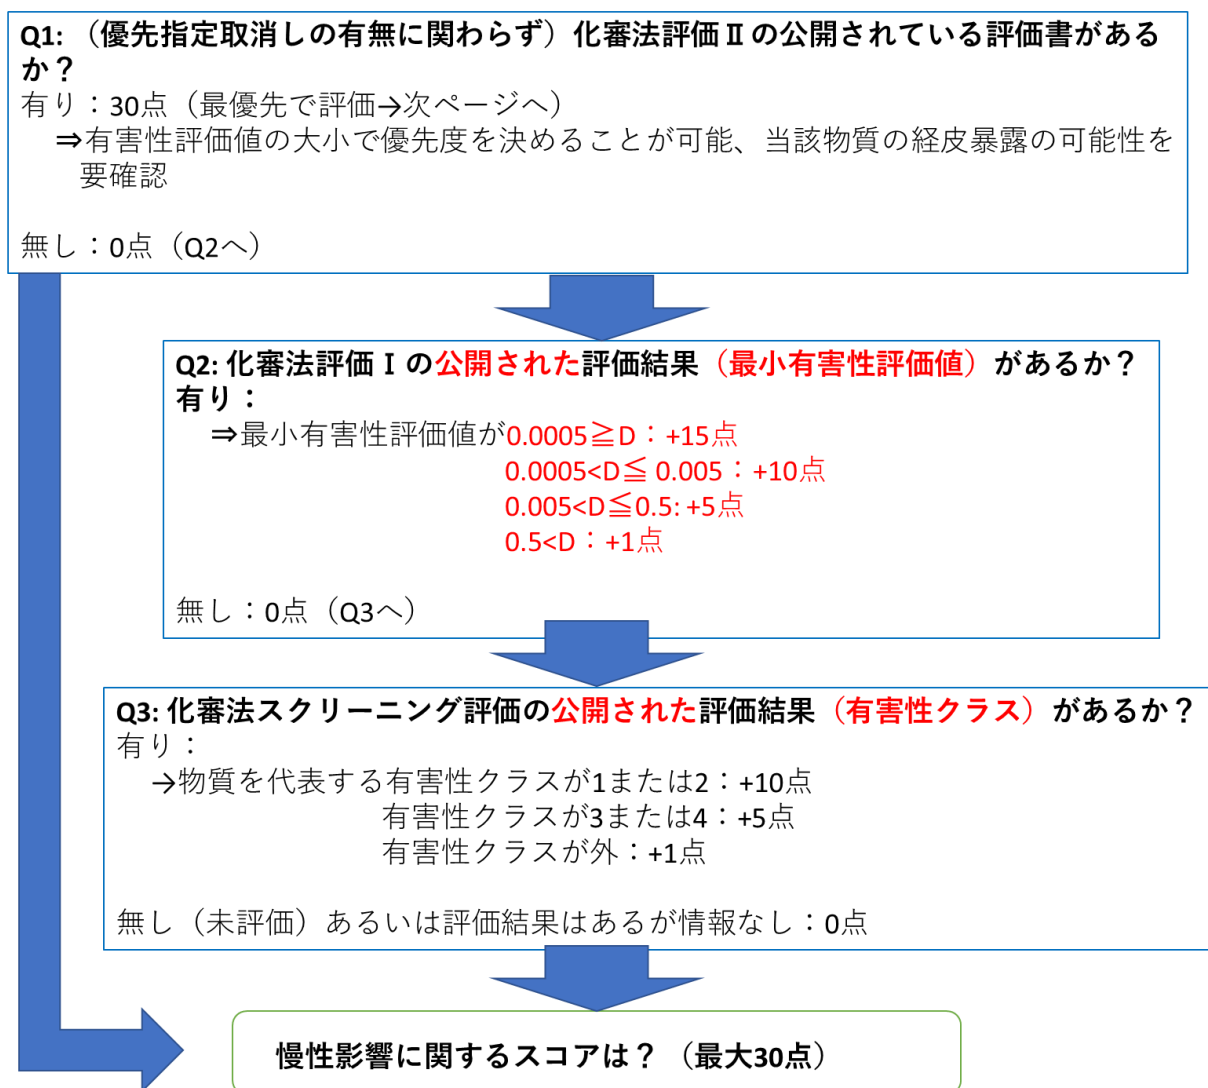 Q1: （優先指定取消しの有無に関わらず）化審法評価Ⅱの公開されている評価書がある
か？
有り：30点（最優先で評価→次ページへ）
⇒有害性評価値の大小で優先度を決めることが可能、当該物質の経皮暴露の可能性を
要確認
無し：0点（Q2へ）
Q2: 化審法評価Ⅰの公開された評価結果（最小有害性評価値）があるか？
有り：
⇒最小有害性評価値が0.0005≧D：+15点
0.0005<D≦ 0.005：+10点
0.005<D≦0.5: +5点
0.5<D：+1点
無し：0点（Q3へ）
Q3: 化審法スクリーニング評価の公開された評価結果（有害性クラス）があるか？
有り：
→物質を代表する有害性クラスが1または2：+10点
有害性クラスが3または4：+5点
有害性クラスが外：+1点
無し（未評価）あるいは評価結果はあるが情報なし：0点
慢性影響に関するスコアは？（最大30点）